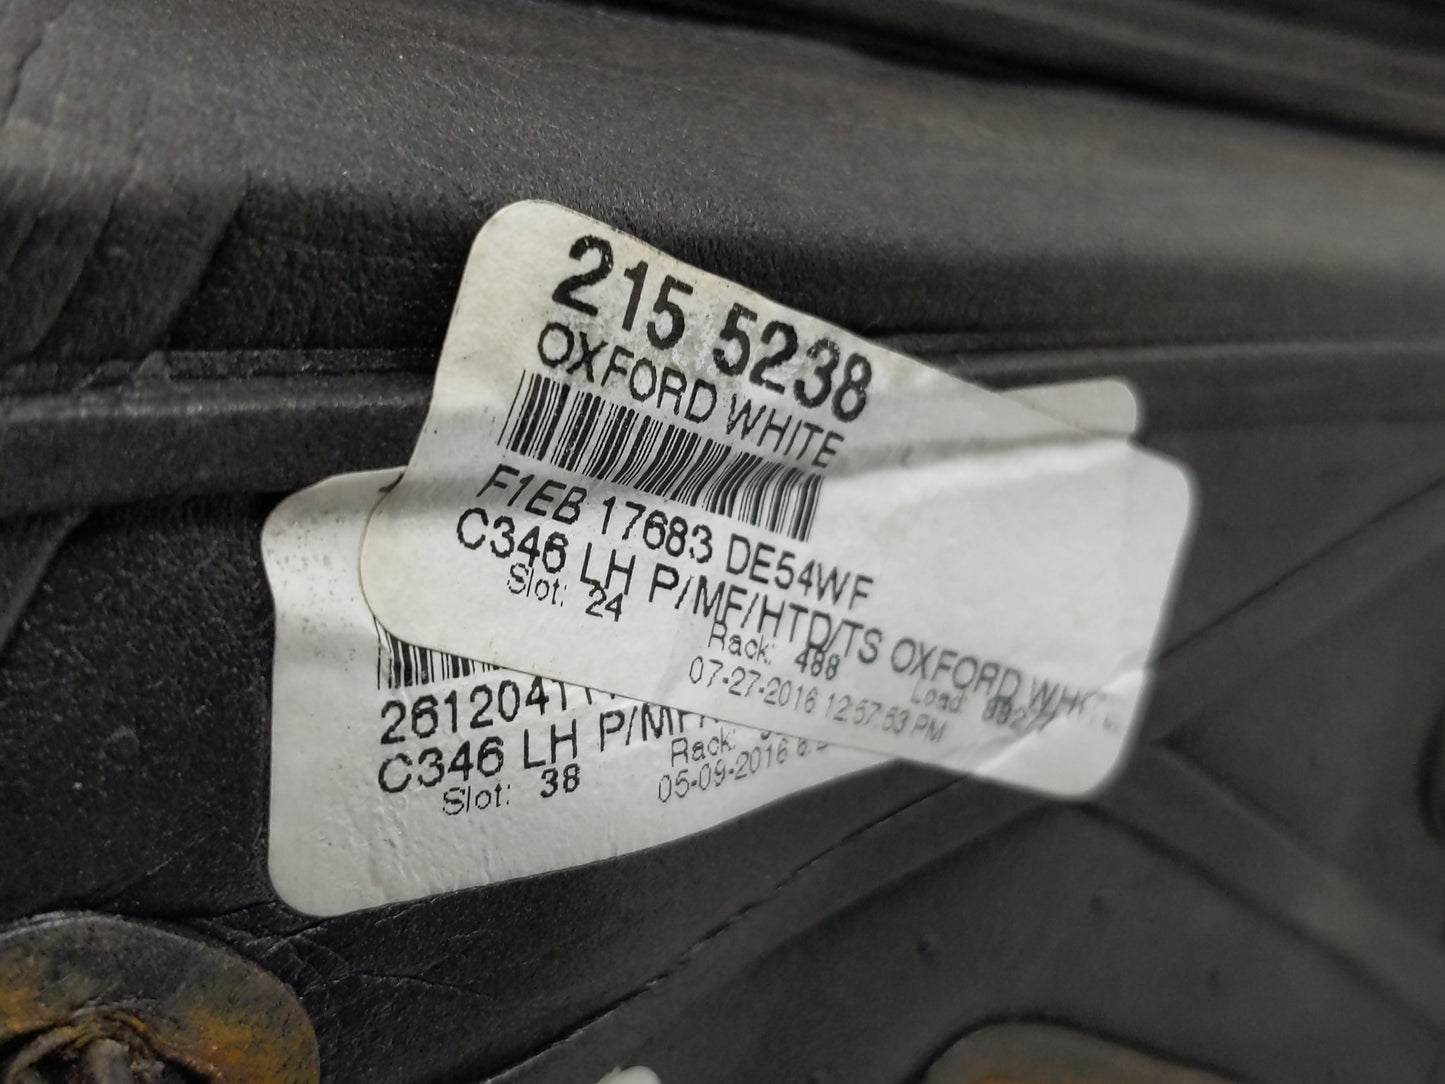 215 5238
OXFORD WHITE
F1EB 17683 DE54WF
C346 LH P/MF/HTD/TS OXFORD WHITE
Slot: 24 Rack: 488 Load:
07-27-2016 12:57:53 PM
C346 LH P/MF
Slot: 38 Rack:
05-09-2016